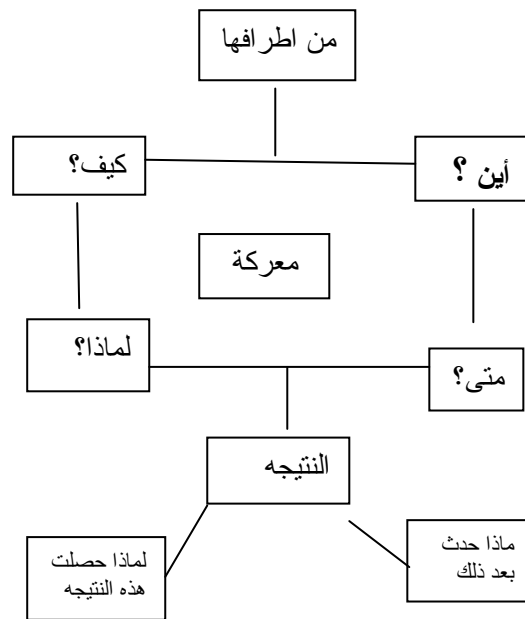 من اطرافها
أين ؟
كيف؟
معركة
متى؟
لماذا؟
النتيجه
ماذا حدث
بعد ذلك
لماذا حصلت
هذه النتيجه